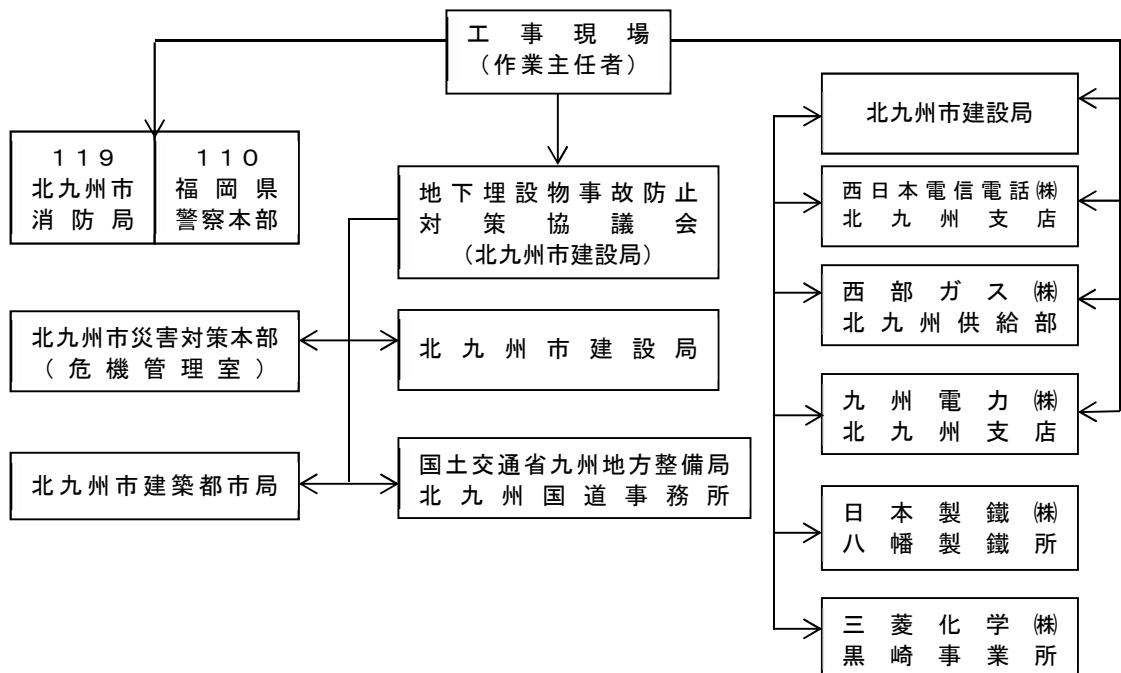 工事現場
（作業主任者）
１１９
北九州市
消防局
１１０
福岡県
警察本部
地下埋設物事故防止
対策協議会
（北九州市建設局）
北九州市災害対策本部
（危機管理室）
北九州市建設局
北九州市建築都市局
国土交通省九州地方整備局
北九州国道事務所
北九州市建設局
西日本電信電話㈱
北九州支店
西部ガス㈱
北九州供給部
九州電力㈱
北九州支店
日本製鐵㈱
八幡製鐵所
三菱化学㈱
黒崎事業所